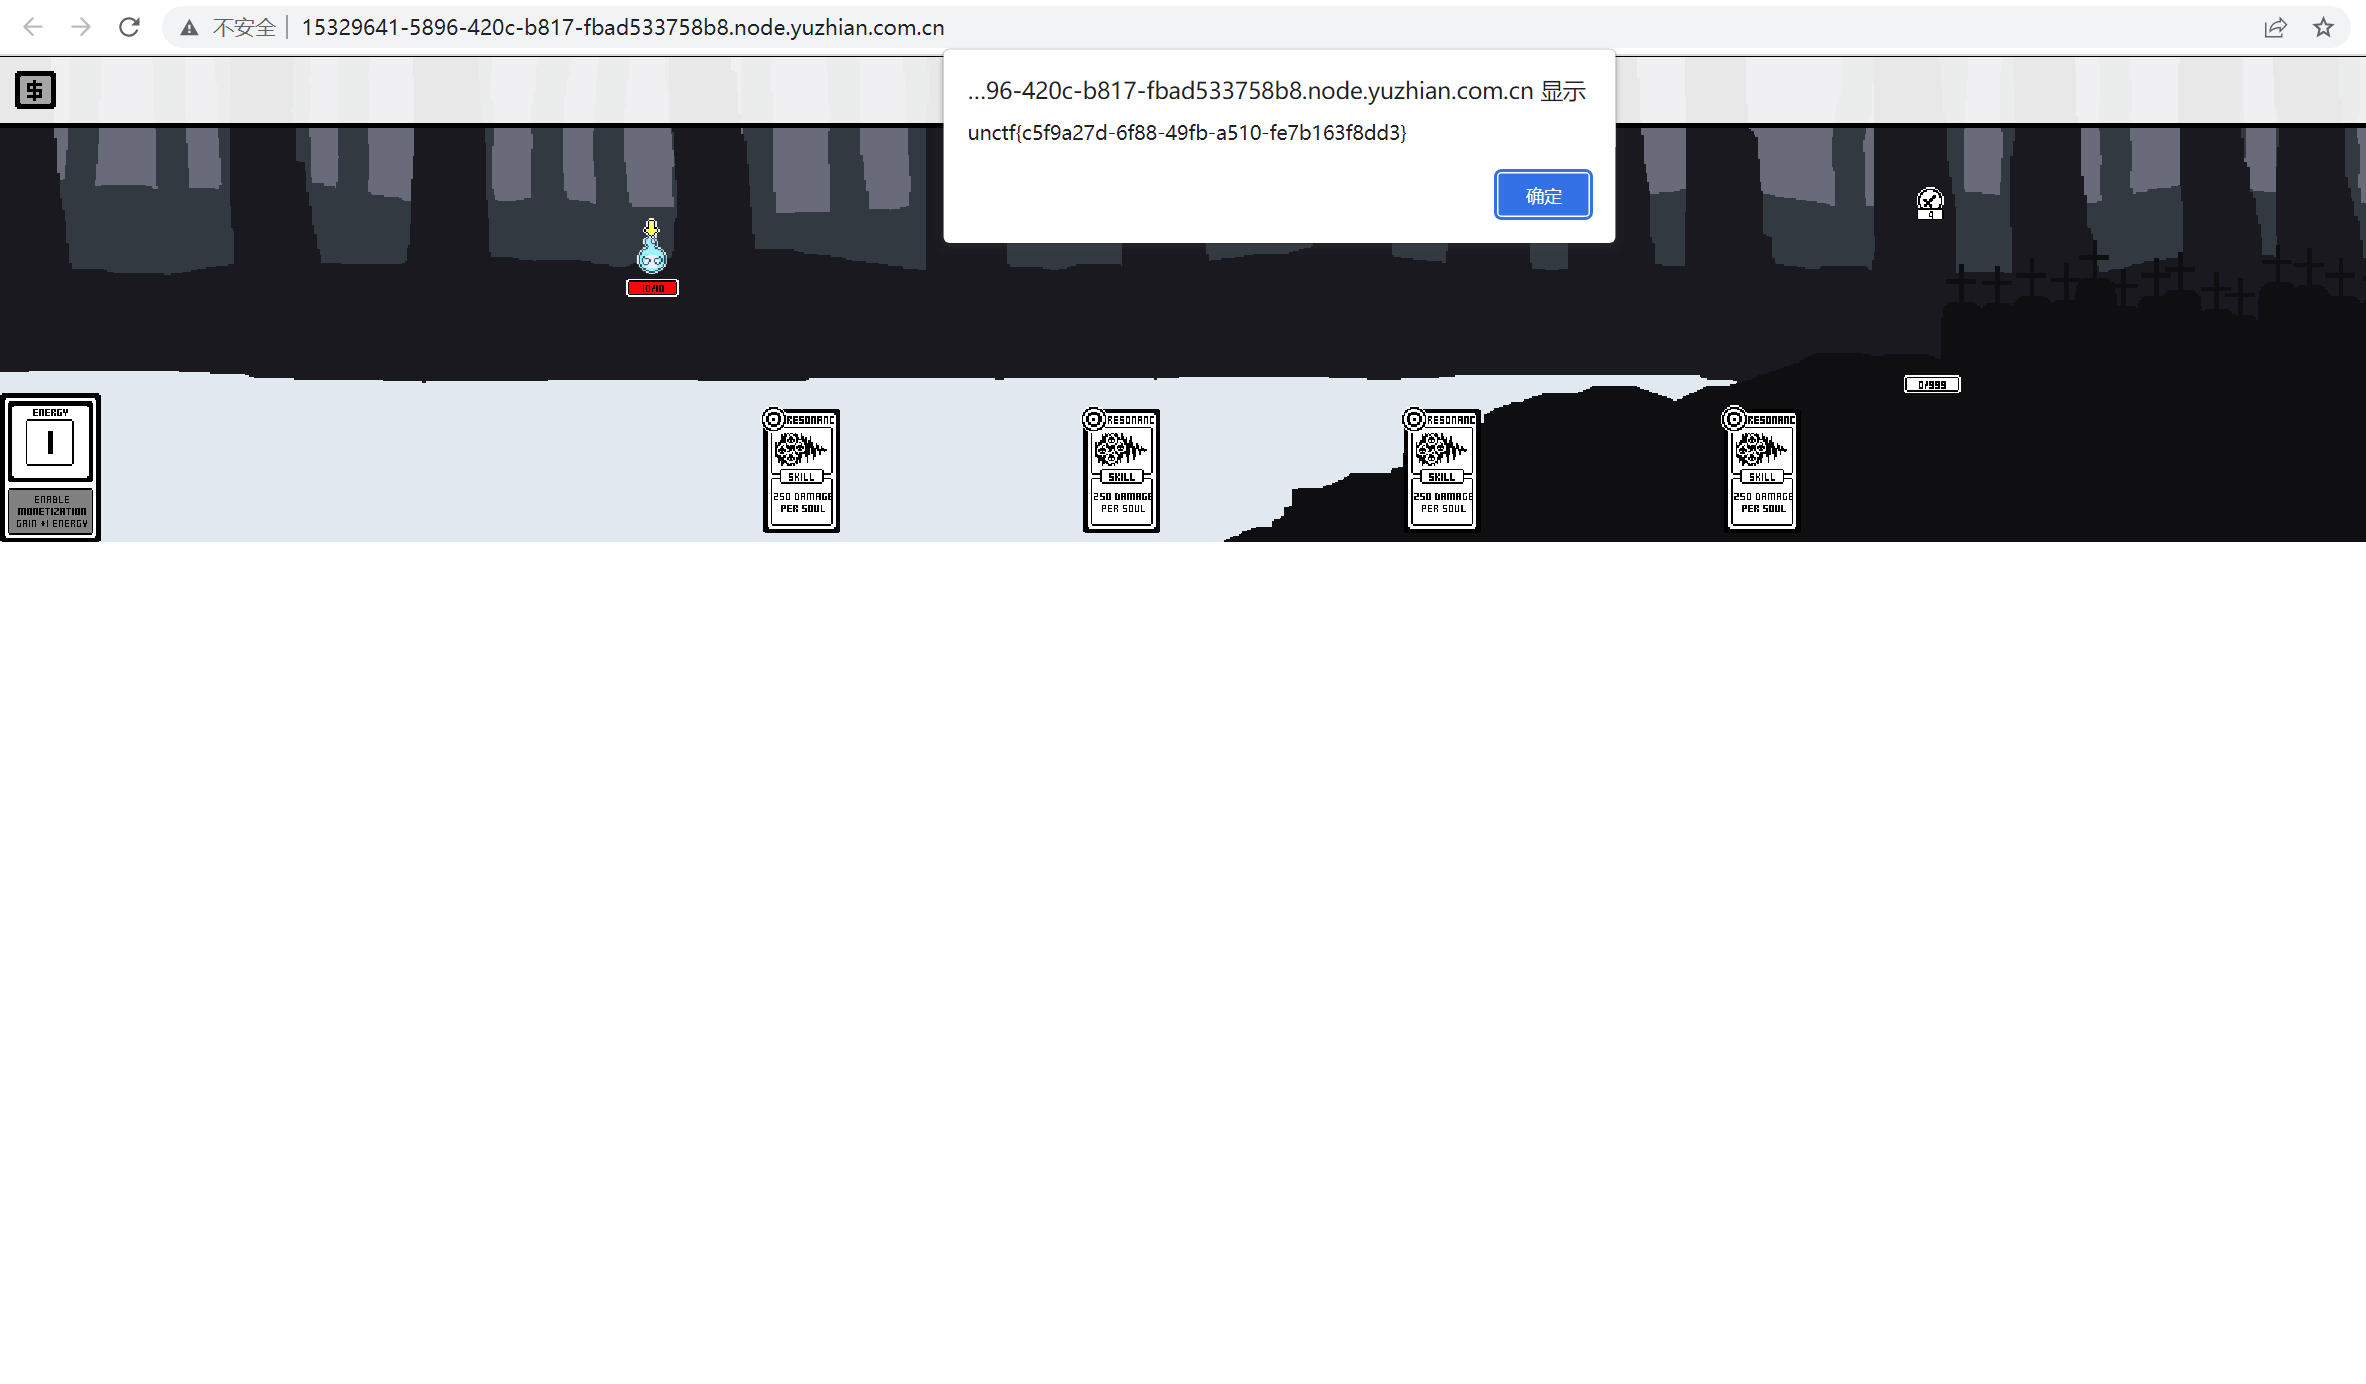 不安全
15329641-5896-420c-b817-fbad533758b8.node.yuzhian.com.cn
...96-420c-b817-fbad533758b8.node.yuzhian.com.cn 显示
unctf{c5f9a27d-6f88-49fb-a510-fe7b163f8dd3}
确定
$
10/10
0/999
ENERGY
1
ENABLE
MONETIZATION
GAIN +1 ENERGY
RESONANC
SKILL
250 DAMAGE
PER SOUL
RESONANC
SKILL
250 DAMAGE
PER SOUL
RESONANC
SKILL
250 DAMAGE
PER SOUL
RESONANC
SKILL
250 DAMAGE
PER SOUL